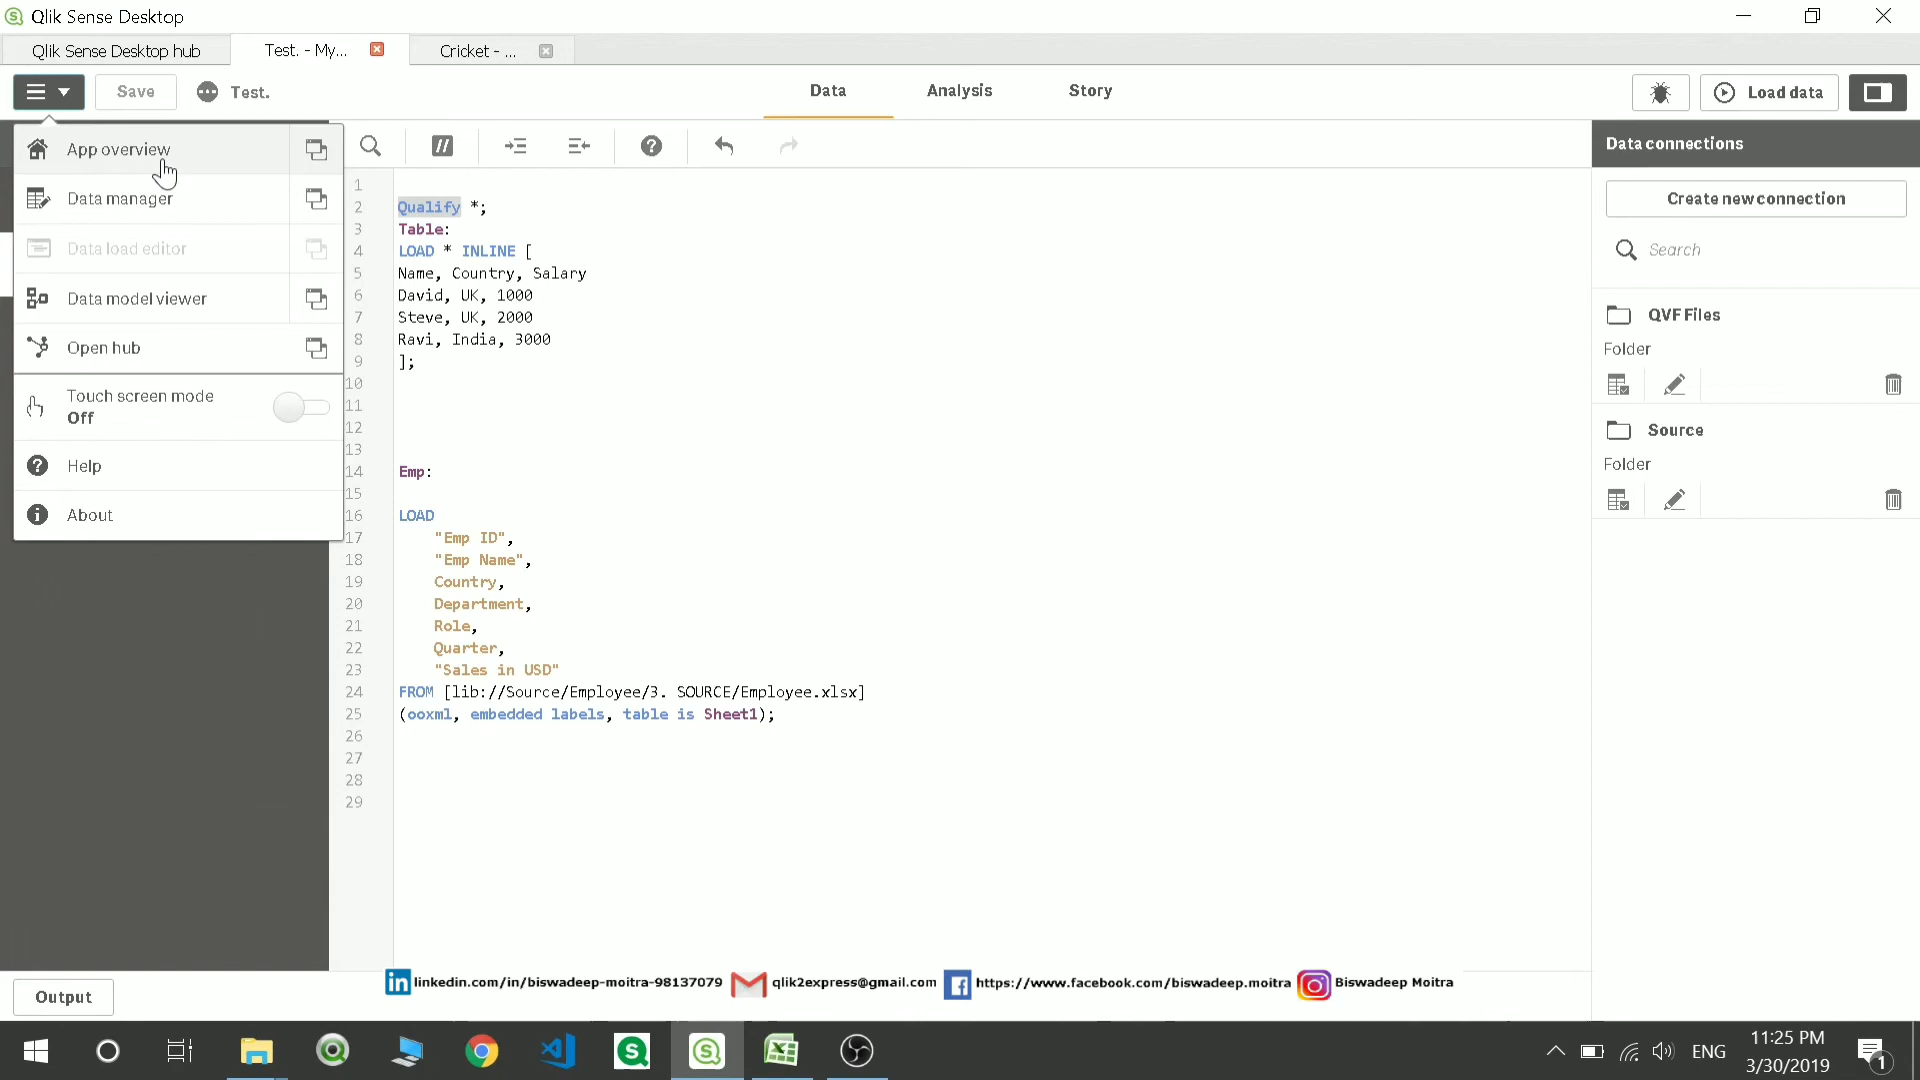 Qlik Sense Desktop
Qlik Sense Desktop hub
Test. - My...
Cricket - ...
Save
Test.
Data
Analysis
Story
Load data
App overview
Data manager
Data load editor
Data model viewer
Open hub
Touch screen mode
Off
Help
About
1
2 Qualify *;
3 Table:
4 LOAD * INLINE [
5 Name, Country, Salary
6 David, UK, 1000
7 Steve, UK, 2000
8 Ravi, India, 3000
9 ];
10
11
12
13
14 Emp:
15
16 LOAD
17 "Emp ID",
18 "Emp Name",
19 Country,
20 Department,
21 Role,
22 Quarter,
23 "Sales in USD"
24 FROM [lib://Source/Employee/3. SOURCE/Employee.xlsx]
25 (ooxml, embedded labels, table is Sheet1);
26
27
28
29
Data connections
Create new connection
Search
QVF Files
Folder
Source
Folder
Output
linkedin.com/in/biswadeep-moitra-98137079
qlik2express@gmail.com
https://www.facebook.com/biswadeep.moitra
Biswadeep Moitra
ENG
11:25 PM
3/30/2019
1